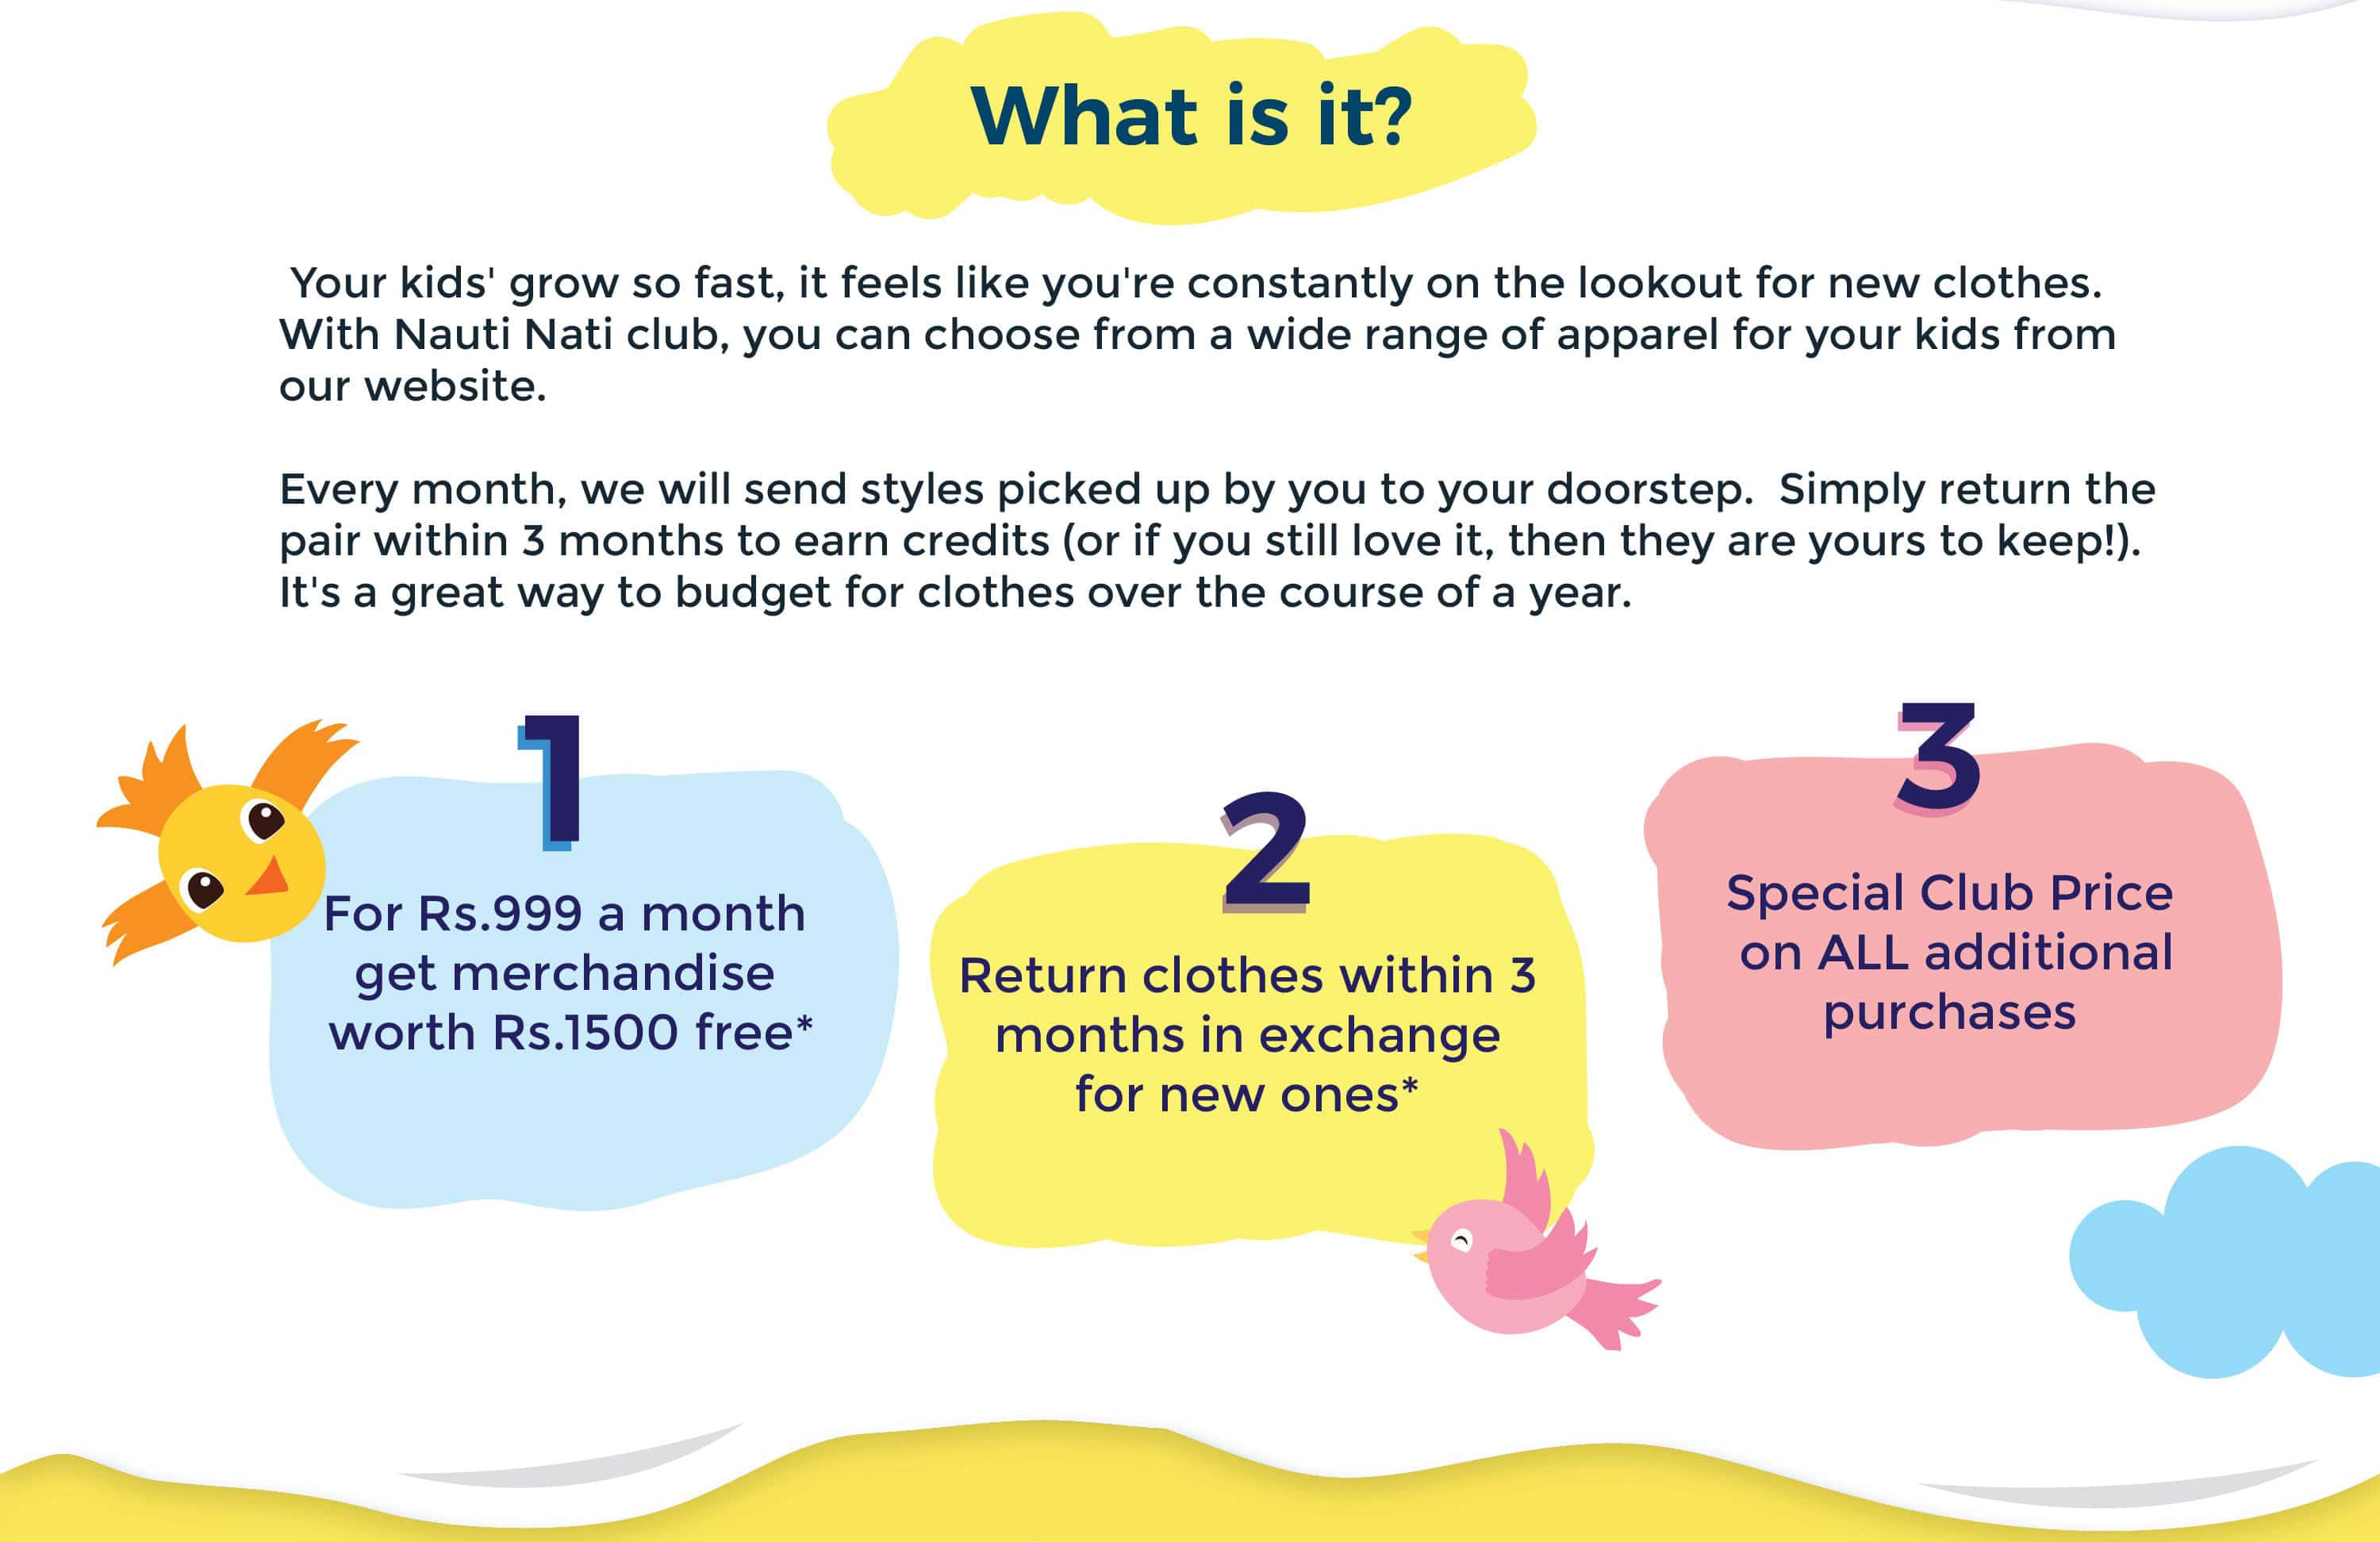 What is it?
Your kids' grow so fast, it feels like you're constantly on the lookout for new clothes.
With Nauti Nati club, you can choose from a wide range of apparel for your kids from
our website.
Every month, we will send styles picked up by you to your doorstep.  Simply return the
pair within 3 months to earn credits (or if you still love it, then they are yours to keep!).
It's a great way to budget for clothes over the course of a year.
1
For Rs.999 a month
get merchandise
worth Rs.1500 free*
2
Return clothes within 3
months in exchange
for new ones*
3
Special Club Price
on ALL additional
purchases